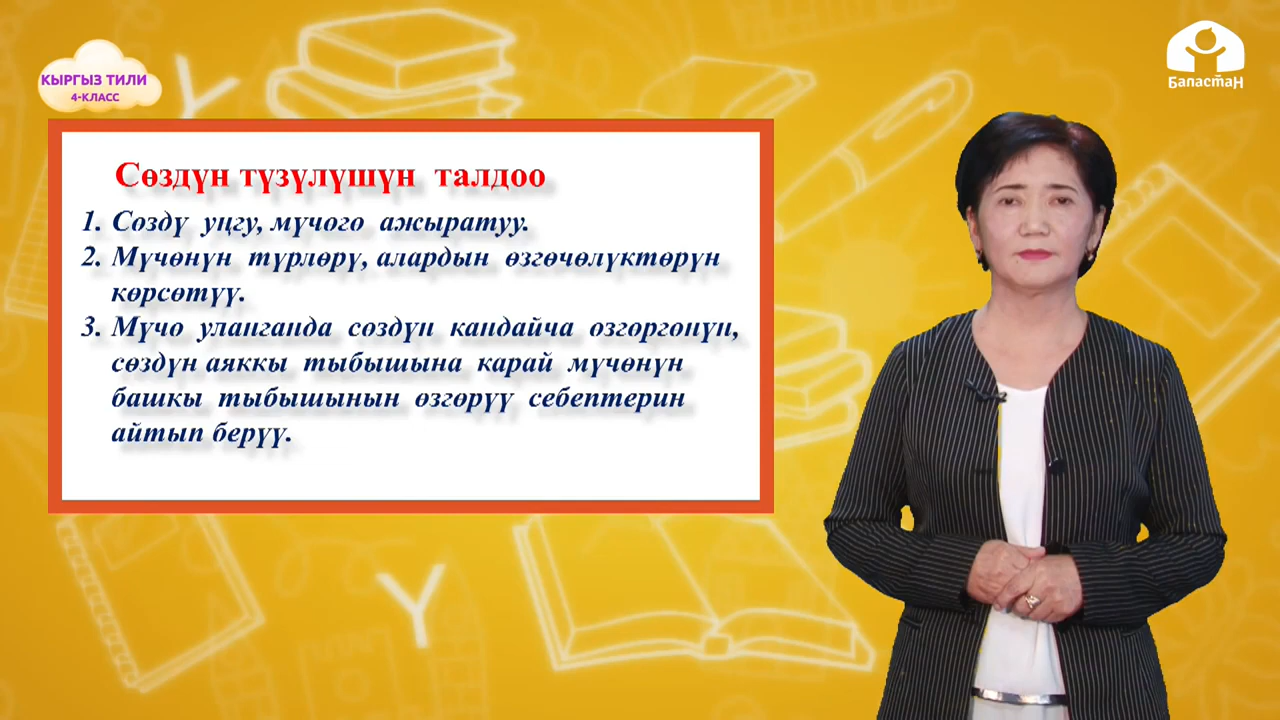 КЫРГЫЗ ТИЛИ
4-КЛАСС
Баластан
Сөздүн түзүлүшүн талдоо
1. Сөздү уңгу, мүчөгө ажыратуу.
2. Мүчөнүн түрлөрү, алардын өзгөчөлүктөрүн
көрсөтүү.
3. Мүчө уланганда сөздүн кандайча өзгөргөнүн,
сөздүн аяккы тыбышына карай мүчөнүн
башкы тыбышынын өзгөрүү себептерин
айтып берүү.
Y
Y